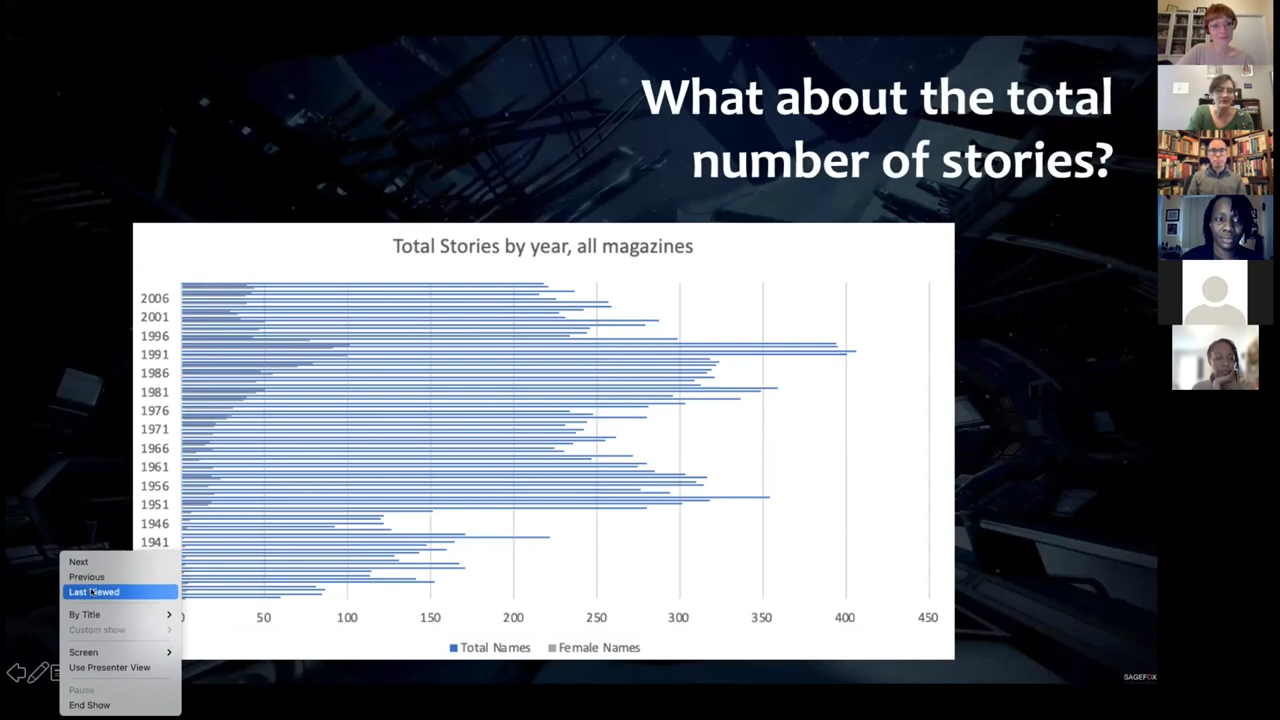 What about the total
number of stories?
Total Stories by year, all magazines
2006
2001
1996
1991
1986
1981
1976
1971
1966
1961
1956
1951
1946
1941
50 100 150 200 250 300 350 400 450
Total Names Female Names
Next
Previous
Last Viewed
By Title
Custom show
Screen
Use Presenter View
Pause
End Show
SAGEFOX